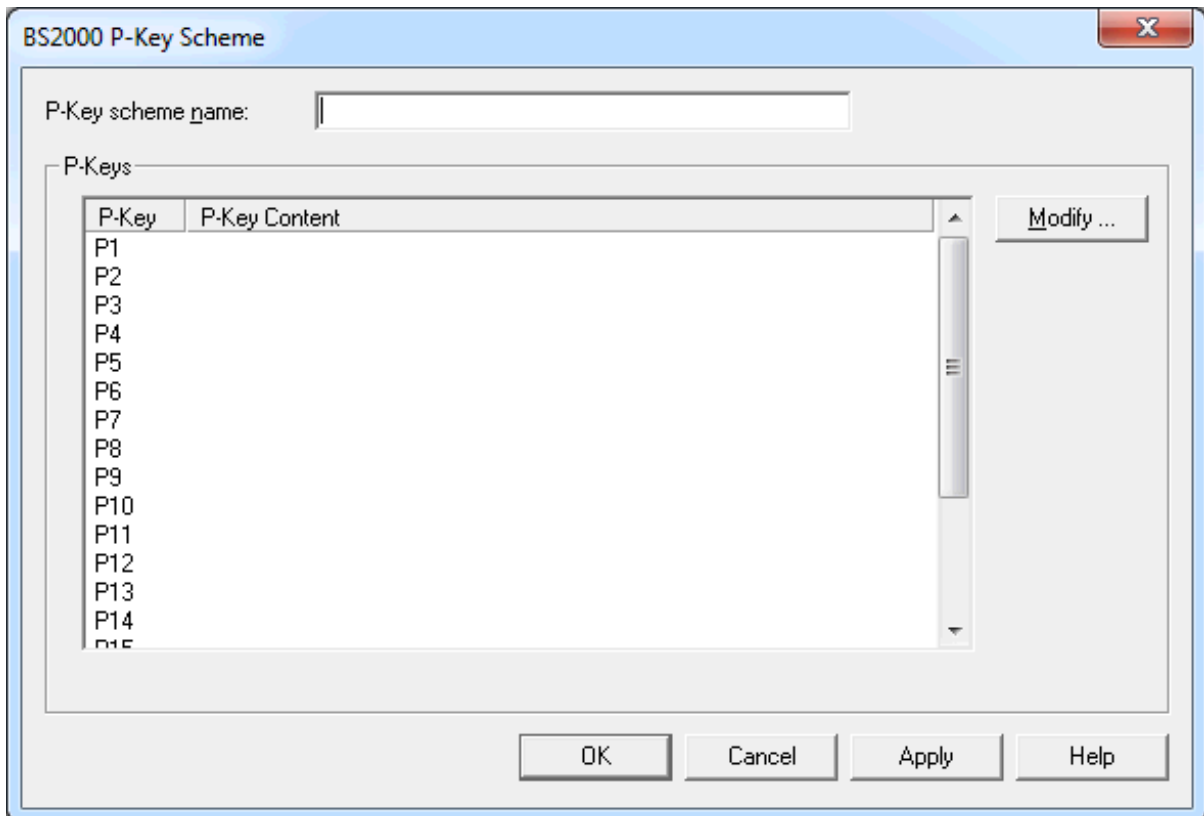 BS2000 P-Key Scheme
P-Key scheme name:
P-Keys
P-Key P-Key Content
Modify ...
P1
P2
P3
P4
P5
P6
P7
P8
P9
P10
P11
P12
P13
P14
P15
OK Cancel Apply Help